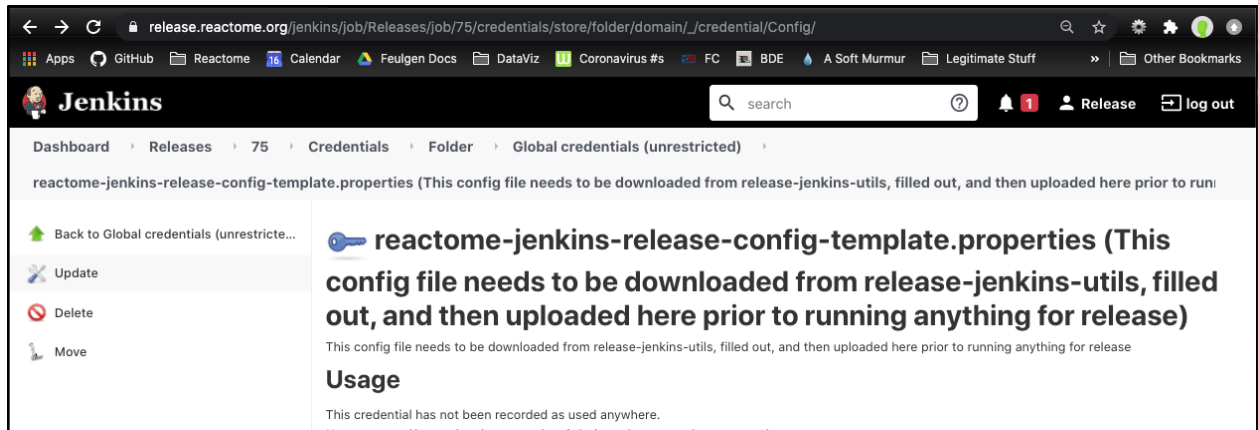 release.reactome.org/jenkins/job/Releases/job/75/credentials/store/folder/domain/_/credential/Config/
Apps GitHub Reactome 16 Calendar Feulgen Docs DataViz Coronavirus #s FC BDE A Soft Murmur Legitimate Stuff » Other Bookmarks
Jenkins search 1 Release log out
Dashboard Releases 75 Credentials Folder Global credentials (unrestricted)
reactome-jenkins-release-config-template.properties (This config file needs to be downloaded from release-jenkins-utils, filled out, and then uploaded here prior to run
Back to Global credentials (unrestricte...
Update
Delete
Move
reactome-jenkins-release-config-template.properties (This
config file needs to be downloaded from release-jenkins-utils, filled
out, and then uploaded here prior to running anything for release)
This config file needs to be downloaded from release-jenkins-utils, filled out, and then uploaded here prior to running anything for release
Usage
This credential has not been recorded as used anywhere.